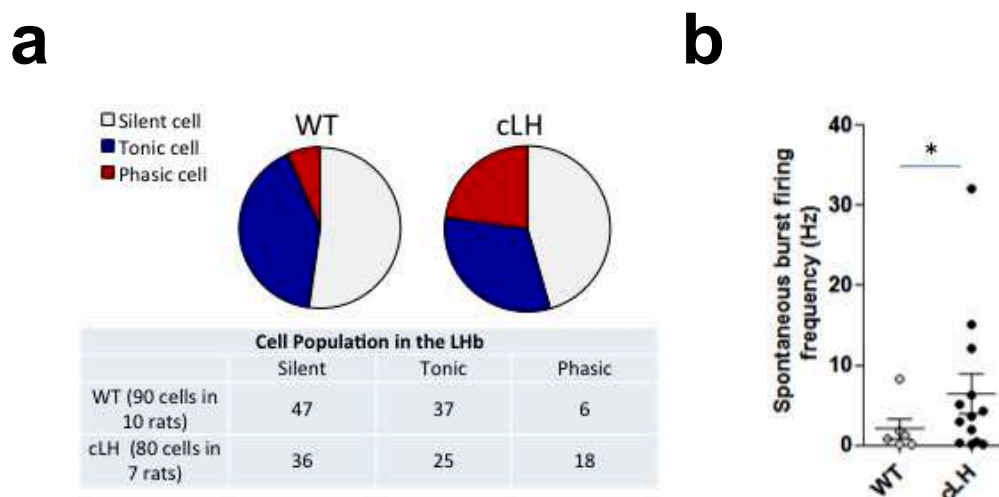 a
b
Silent cell
Tonic cell
Phasic cell
WT
cLH
Cell Population in the LHb
Silent Tonic Phasic
WT (90 cells in
10 rats)
47 37 6
cLH (80 cells in
7 rats)
36 25 18
Spontaneous burst firing
frequency (Hz)
40
30
20
10
0
*
WT
cLH